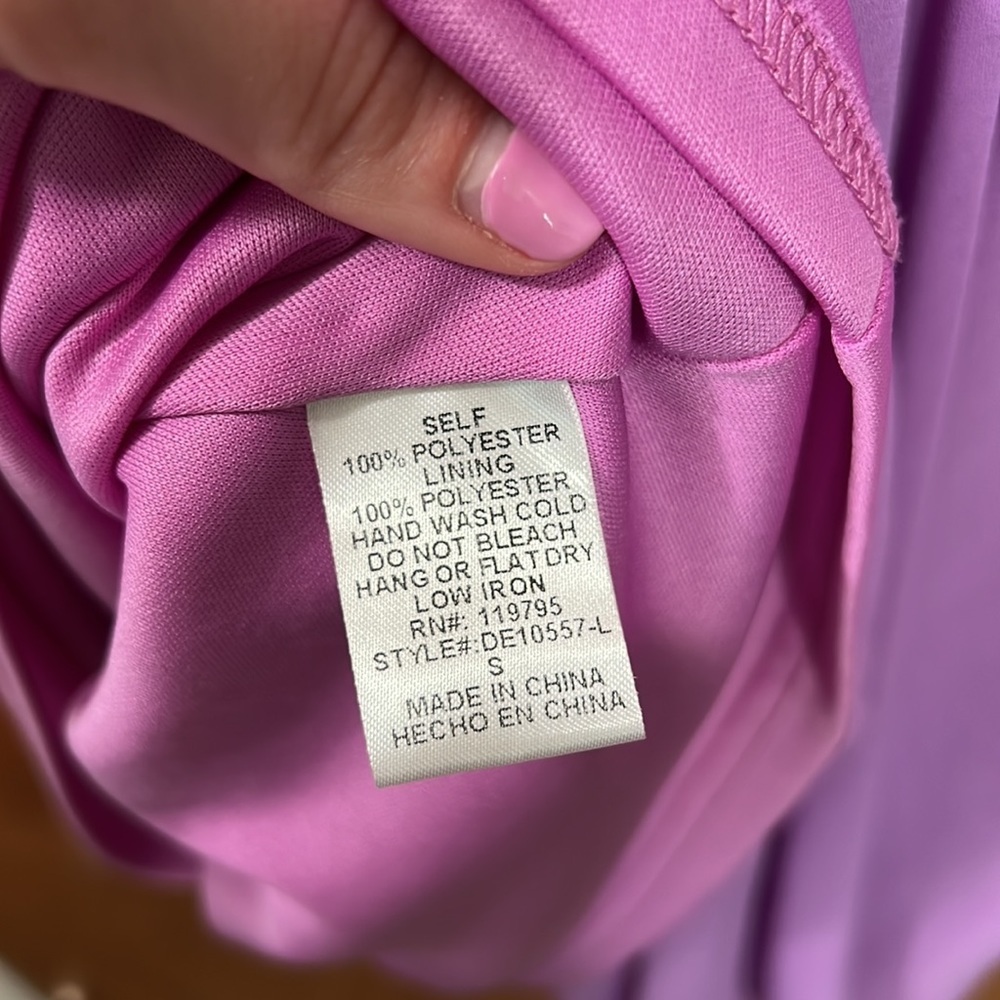 SELF
100% POLYESTER
LINING
100% POLYESTER
HAND WASH COLD
DO NOT BLEACH
HANG OR FLAT DRY
LOW IRON
RN#: 119795
STYLE#:DE10557-L
S
MADE IN CHINA
HECHO EN CHINA